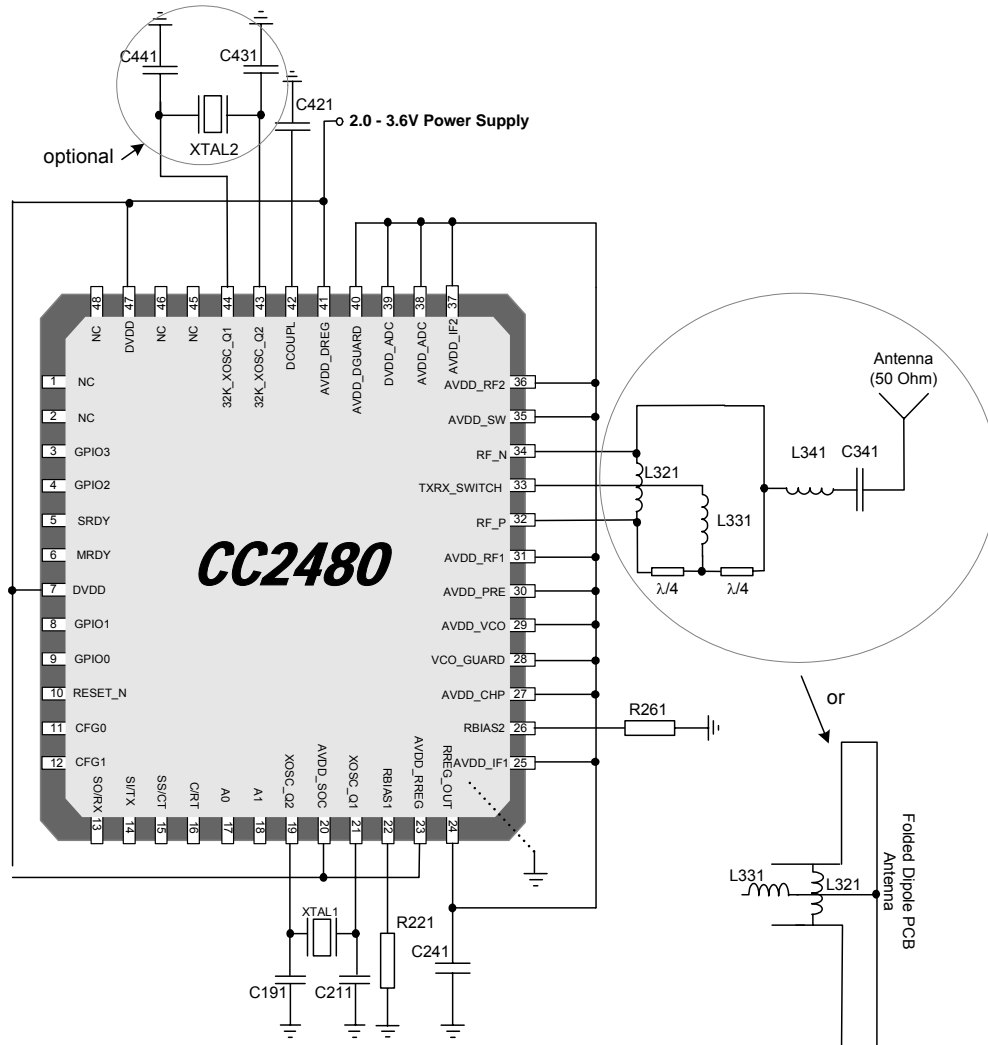 C441
C431
C421
2.0 - 3.6V Power Supply
optional
XTAL2
48
47
46
45
44
43
42
41
40
39
38
37
NC
DVDD
NC
NC
32K_XOSC_Q1
32K_XOSC_Q2
DCOUPL
AVDD_DREG
AVDD_DGUARD
DVDD_ADC
AVDD_ADC
AVDD_IF2
1 NC
2 NC
3 GPIO3
4 GPIO2
5 SRDY
6 MRDY
7 DVDD
8 GPIO1
9 GPIO0
10 RESET_N
11 CFG0
12 CFG1
CC2480
AVDD_RF2 36
AVDD_SW 35
RF_N 34
TXRX_SWITCH 33
RF_P 32
AVDD_RF1 31
AVDD_PRE 30
AVDD_VCO 29
VCO_GUARD 28
AVDD_CHP 27
RBIAS2 26
AVDD_IF1 25
SO/RX
SI/TX
SS/CT
C/RT
A0
A1
XOSC_Q2
AVDD_SOC
XOSC_Q1
RBIAS1
AVDD_RREG
RREG_OUT
13
14
15
16
17
18
19
20
21
22
23
24
Antenna
(50 Ohm)
L341
C341
L321
L331
λ/4
λ/4
or
R261
XTAL1
R221
C241
C191
C211
L331
L321
Folded Dipole PCB
Antenna